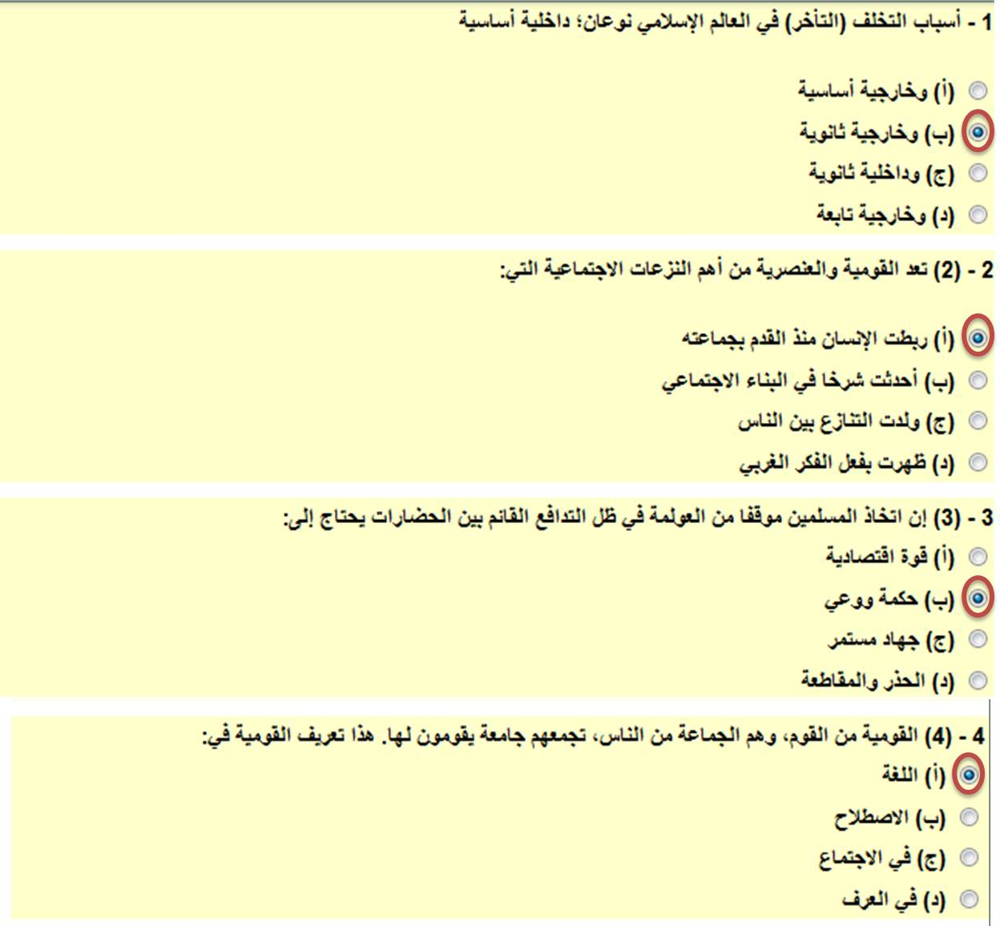 1 - أسباب التخلف (التأخر) في العالم الإسلامي نوعان؛ داخلية أساسية
(أ) وخارجية أساسية
(ب) وخارجية ثانوية
(ج) وداخلية ثانوية
(د) وخارجية تابعة
2 - (2) تعد القومية والعنصرية من أهم النزعات الاجتماعية التي:
(أ) ربطت الإنسان منذ القدم بجماعته
(ب) أحدثت شرخا في البناء الاجتماعي
(ج) ولدت التنازع بين الناس
(د) ظهرت بفعل الفكر الغربي
3 - (3) إن اتخاذ المسلمين موقفا من العولمة في ظل التدافع القائم بين الحضارات يحتاج إلى:
(أ) قوة اقتصادية
(ب) حكمة ووعي
(ج) جهاد مستمر
(د) الحذر والمقاطعة
4 - (4) القومية من القوم، وهم الجماعة من الناس، تجمعهم جامعة يقومون لها. هذا تعريف القومية في:
(أ) اللغة
(ب) الاصطلاح
(ج) في الاجتماع
(د) في العرف